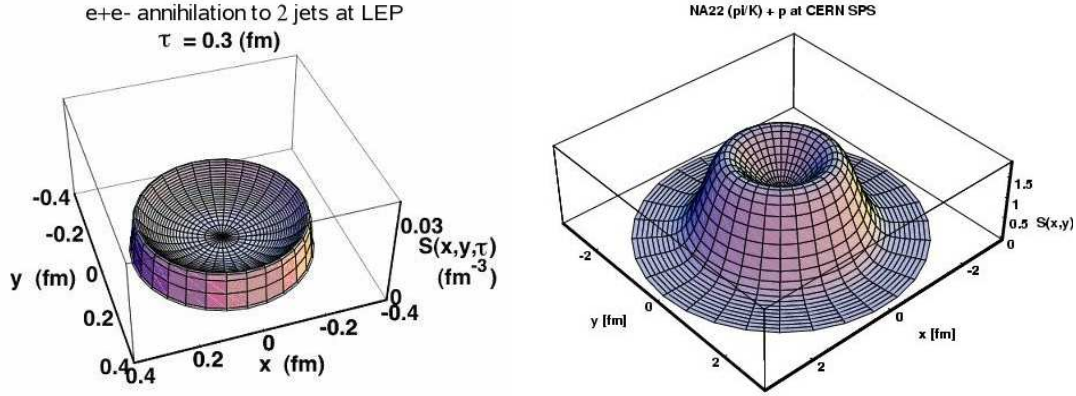 e+e- annihilation to 2 jets at LEP
τ = 0.3 (fm)
-0.4
-0.2
y (fm) 0
0.2
0.4
0.4
0.2
0
-0.2
-0.4
x (fm)
0.03
S(x,y,τ)
(fm⁻³)
0
NA22 (pi/K) + p at CERN SPS
-2
0
2
y [fm]
2
0
-2
x [fm]
1.5
1
0.5
0
S(x,y)